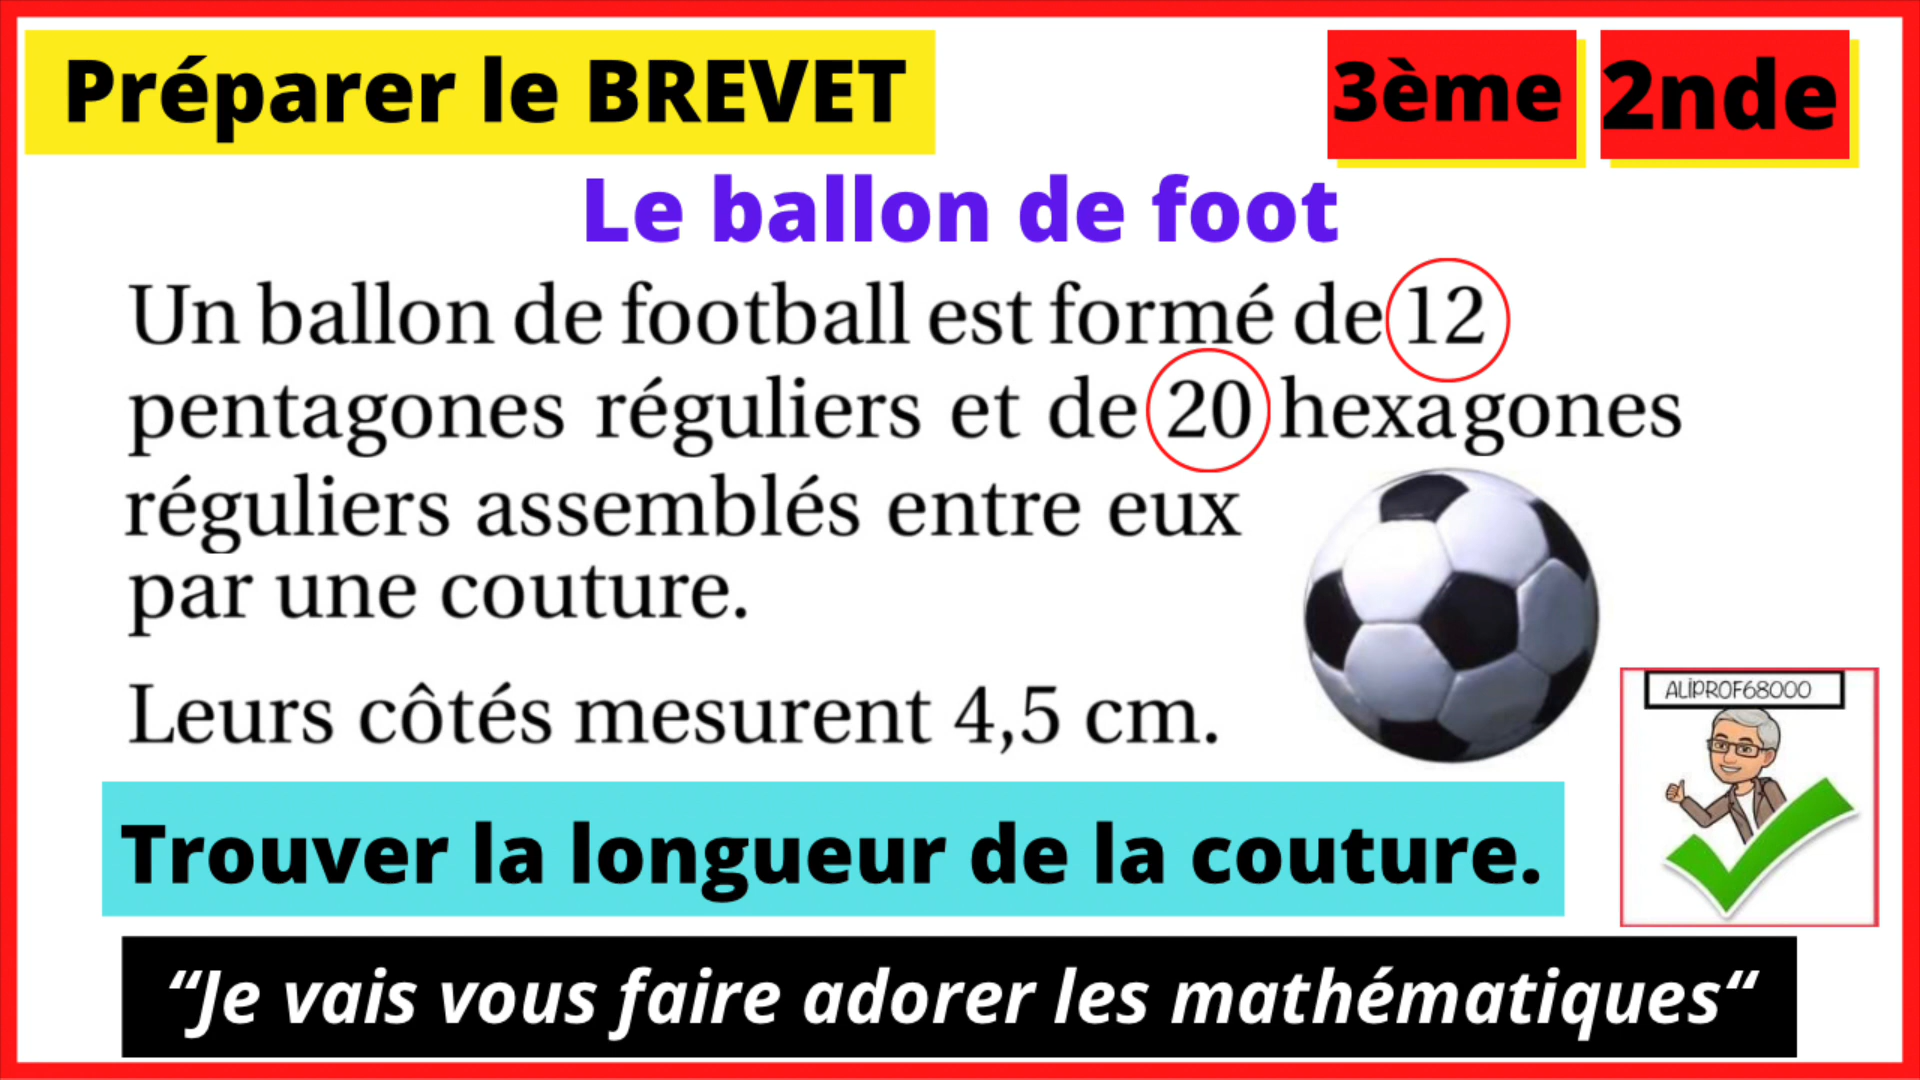 Préparer le BREVET
3ème
2nde
Le ballon de foot
Un ballon de football est formé de 12
pentagones réguliers et de 20 hexagones
réguliers assemblés entre eux
par une couture.
Leurs côtés mesurent 4,5 cm.
ALIPROF68000
Trouver la longueur de la couture.
“Je vais vous faire adorer les mathématiques“